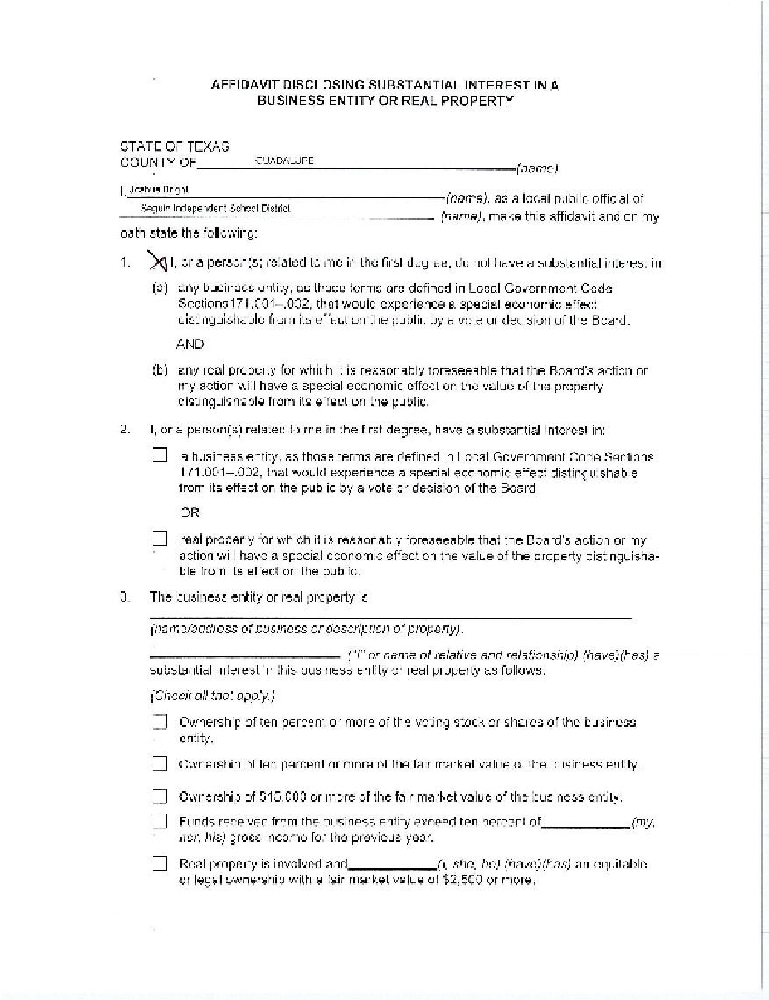 AFFIDAVIT DISCLOSING SUBSTANTIAL INTEREST IN A
BUSINESS ENTITY OR REAL PROPERTY
STATE OF TEXAS
COUNTY OF GUADALUPE (name)
I, Joshua Bright (name), as a local public official of
Seguin Independent School District (name), make this affidavit and on my
oath state the following:
1. I, or a person(s) related to me in the first degree, do not have a substantial interest in:
(a) any business entity, as those terms are defined in Local Government Code
Sections171.001–.002, that would experience a special economic effect
distinguishable from its effect on the public by a vote or decision of the Board.
AND
(b) any real property for which it is reasonably foreseeable that the Board's action or
my action will have a special economic effect on the value of the property
distinguishable from its effect on the public.
2. I, or a person(s) related to me in the first degree, have a substantial interest in:
a business entity, as those terms are defined in Local Government Code Sections
171.001–.002, that would experience a special economic effect distinguishable
from its effect on the public by a vote or decision of the Board.
OR
real property for which it is reasonably foreseeable that the Board's action or my
action will have a special economic effect on the value of the property distinguisha-
ble from its effect on the public.
3. The business entity or real property is
(name/address of business or description of property).
("I" or name of relative and relationship) (have)(has) a
substantial interest in this business entity or real property as follows:
(Check all that apply.)
Ownership of ten percent or more of the voting stock or shares of the business
entity.
Ownership of ten percent or more of the fair market value of the business entity.
Ownership of $15,000 or more of the fair market value of the business entity.
Funds received from the business entity exceed ten percent of (my,
her, his) gross income for the previous year.
Real property is involved and (I, she, he) (have)(has) an equitable
or legal ownership with a fair market value of $2,500 or more.